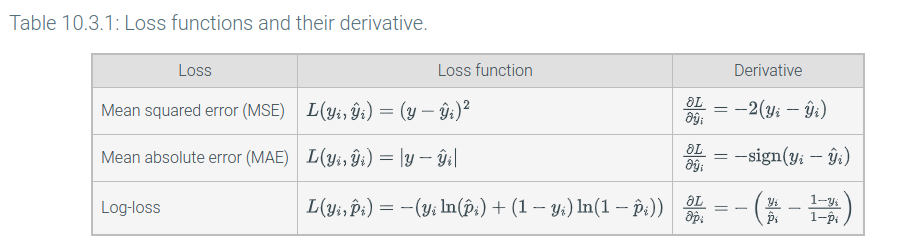 Table 10.3.1: Loss functions and their derivative.
Loss Loss function Derivative
Mean squared error (MSE) L(yᵢ, ŷᵢ) = (y − ŷᵢ)² ∂L/∂ŷᵢ = −2(yᵢ − ŷᵢ)
Mean absolute error (MAE) L(yᵢ, ŷᵢ) = |y − ŷᵢ| ∂L/∂ŷᵢ = −sign(yᵢ − ŷᵢ)
Log-loss L(yᵢ, p̂ᵢ) = −(yᵢ ln(p̂ᵢ) + (1 − yᵢ) ln(1 − p̂ᵢ)) ∂L/∂p̂ᵢ = −(yᵢ/p̂ᵢ − (1−yᵢ)/(1−p̂ᵢ))